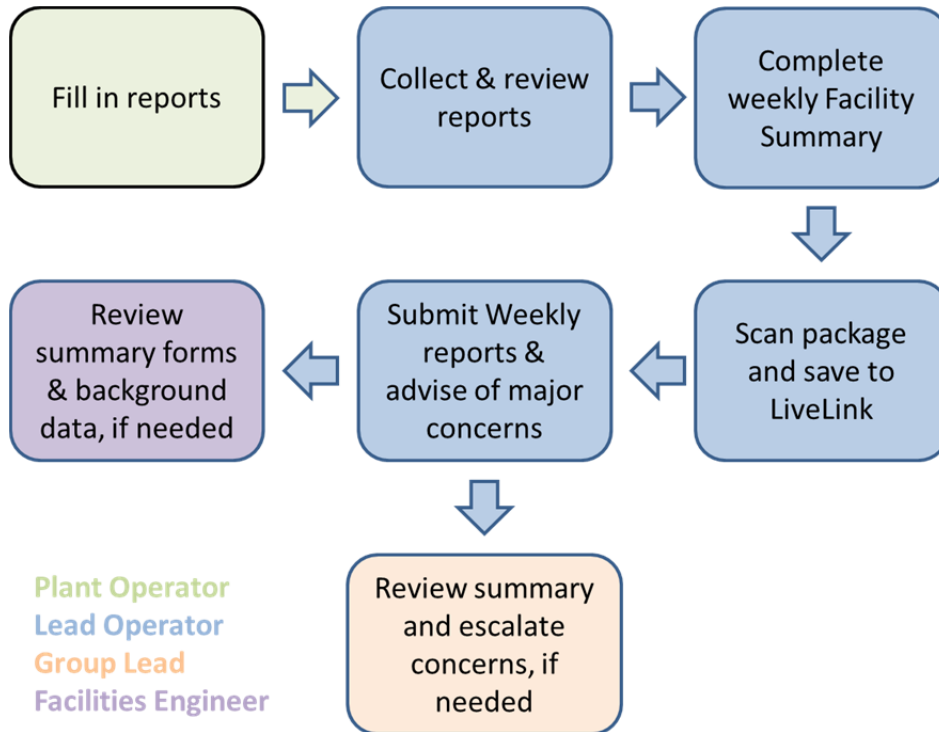 Fill in reports
Collect & review
reports
Complete
weekly Facility
Summary
Review
summary forms
& background
data, if needed
Submit Weekly
reports &
advise of major
concerns
Scan package
and save to
LiveLink
Plant Operator
Lead Operator
Group Lead
Facilities Engineer
Review summary
and escalate
concerns, if
needed